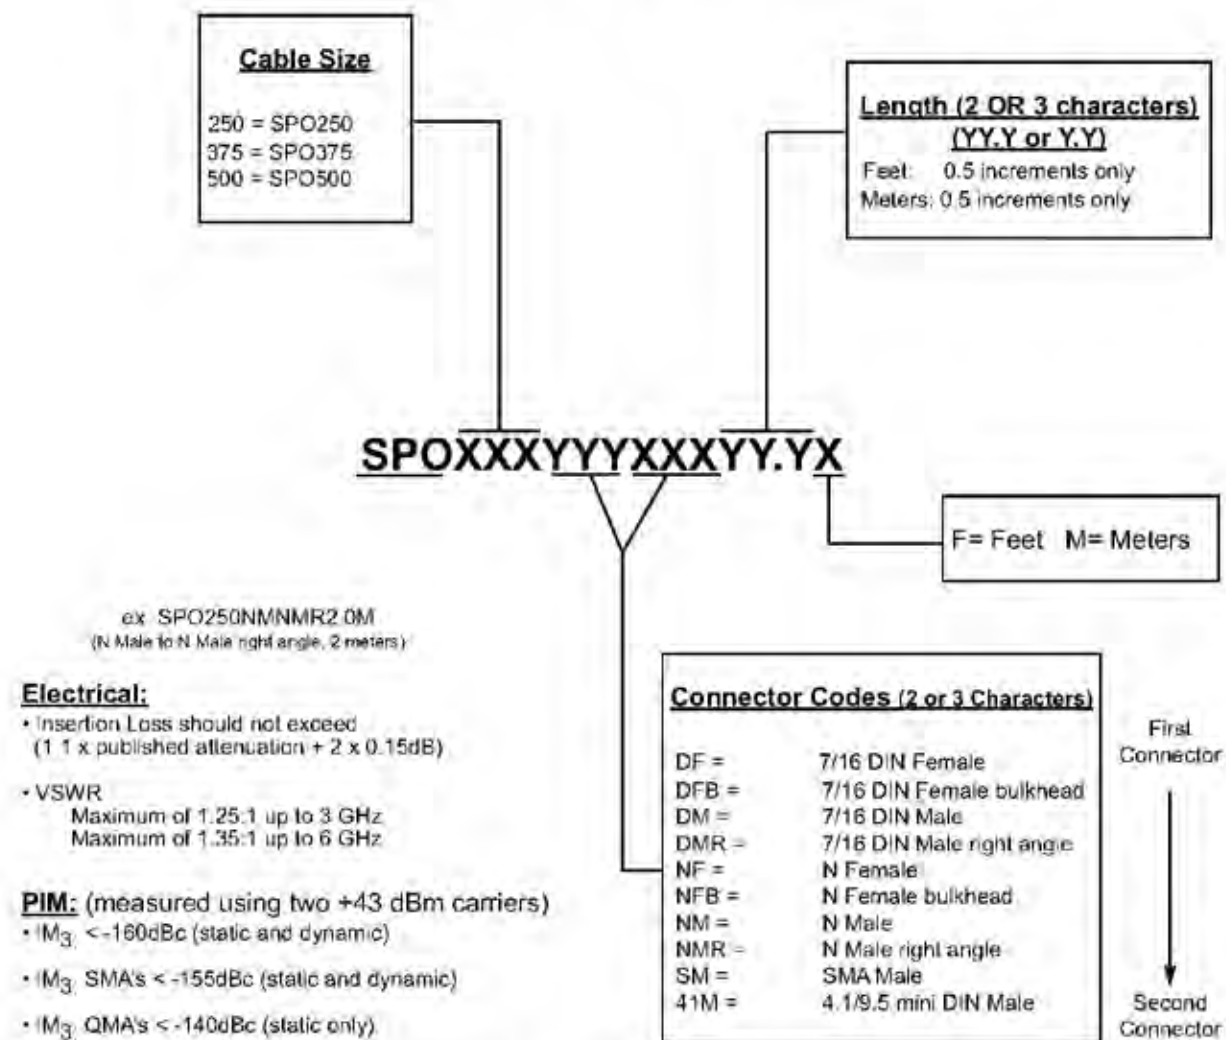 Cable Size
250 = SPO250
375 = SPO375
500 = SPO500
Length (2 OR 3 characters)
(YY.Y or Y.Y)
Feet: 0.5 increments only
Meters: 0.5 increments only
SPOXXXYYYXXXYY.YX
F= Feet M= Meters
ex SPO250NMNMR2.0M
(N Male to N Male right angle, 2 meters)
Electrical:
• Insertion Loss should not exceed
(1.1 x published attenuation + 2 x 0.15dB)
• VSWR
Maximum of 1.25:1 up to 3 GHz
Maximum of 1.35:1 up to 6 GHz
PIM: (measured using two +43 dBm carriers)
• IM3 <-160dBc (static and dynamic)
• IM3 SMA's < -155dBc (static and dynamic)
• IM3 QMA's < -140dBc (static only)
Connector Codes (2 or 3 Characters)
DF = 7/16 DIN Female
DFB = 7/16 DIN Female bulkhead
DM = 7/16 DIN Male
DMR = 7/16 DIN Male right angle
NF = N Female
NFB = N Female bulkhead
NM = N Male
NMR = N Male right angle
SM = SMA Male
41M = 4.1/9.5 mini DIN Male
First
Connector
Second
Connector